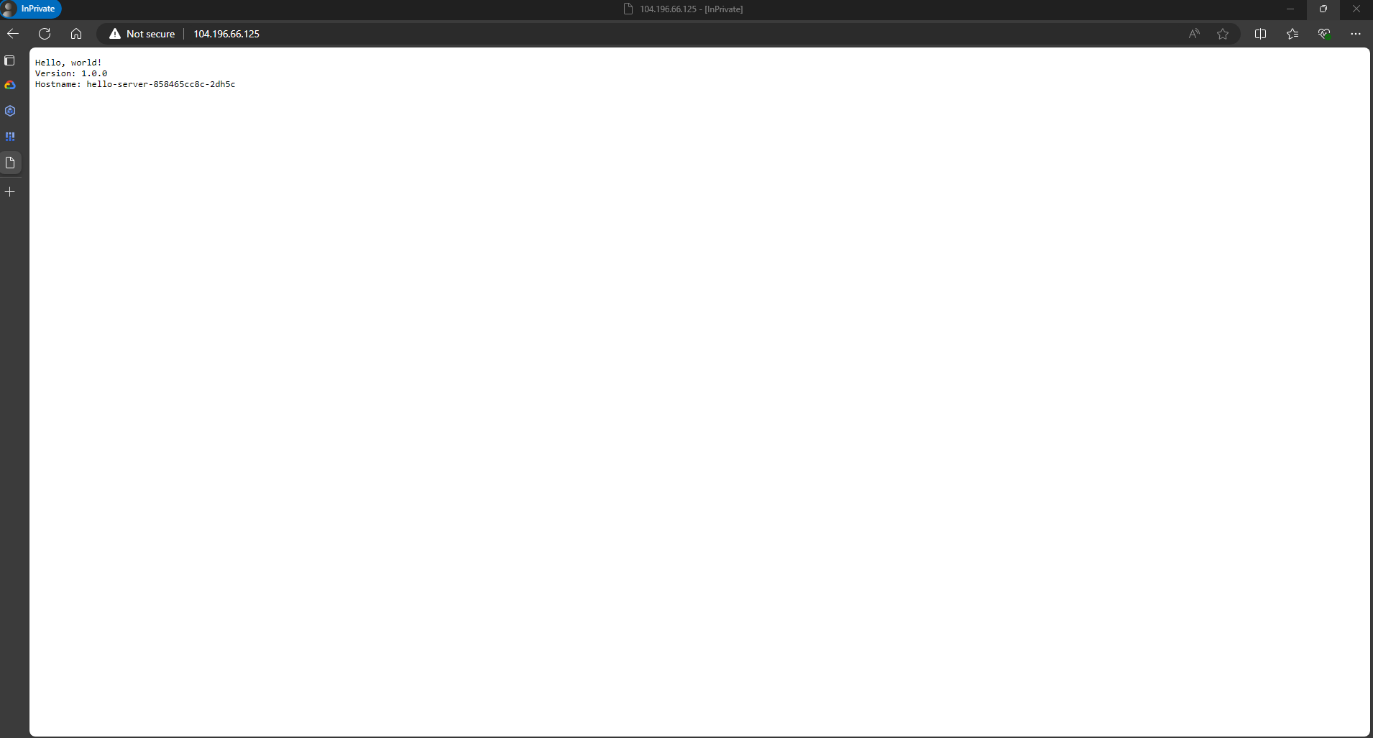 InPrivate
104.196.66.125 - [InPrivate]
Not secure
104.196.66.125
Hello, world!
Version: 1.0.0
Hostname: hello-server-858465cc8c-2dh5c